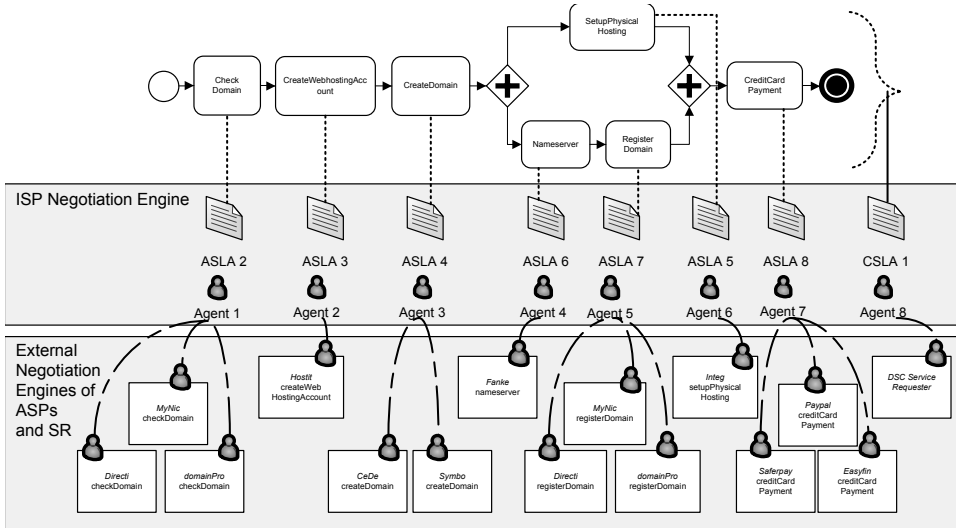 SetupPhysical
Hosting
Check
Domain
CreateWebhostingAcc
ount
CreateDomain
CreditCard
Payment
Nameserver
Register
Domain
ISP Negotiation Engine
ASLA 2
ASLA 3
ASLA 4
ASLA 6
ASLA 7
ASLA 5
ASLA 8
CSLA 1
Agent 1
Agent 2
Agent 3
Agent 4
Agent 5
Agent 6
Agent 7
Agent 8
External
Negotiation
Engines of
ASPs
and SR
MyNic
checkDomain
Hostit
createWeb
HostingAccount
Fanke
nameserver
MyNic
registerDomain
Integ
setupPhysical
Hosting
Paypal
creditCard
Payment
DSC Service
Requester
Directi
checkDomain
domainPro
checkDomain
CeDe
createDomain
Symbo
createDomain
Directi
registerDomain
domainPro
registerDomain
Saferpay
creditCard
Payment
Easyfin
creditCard
Payment